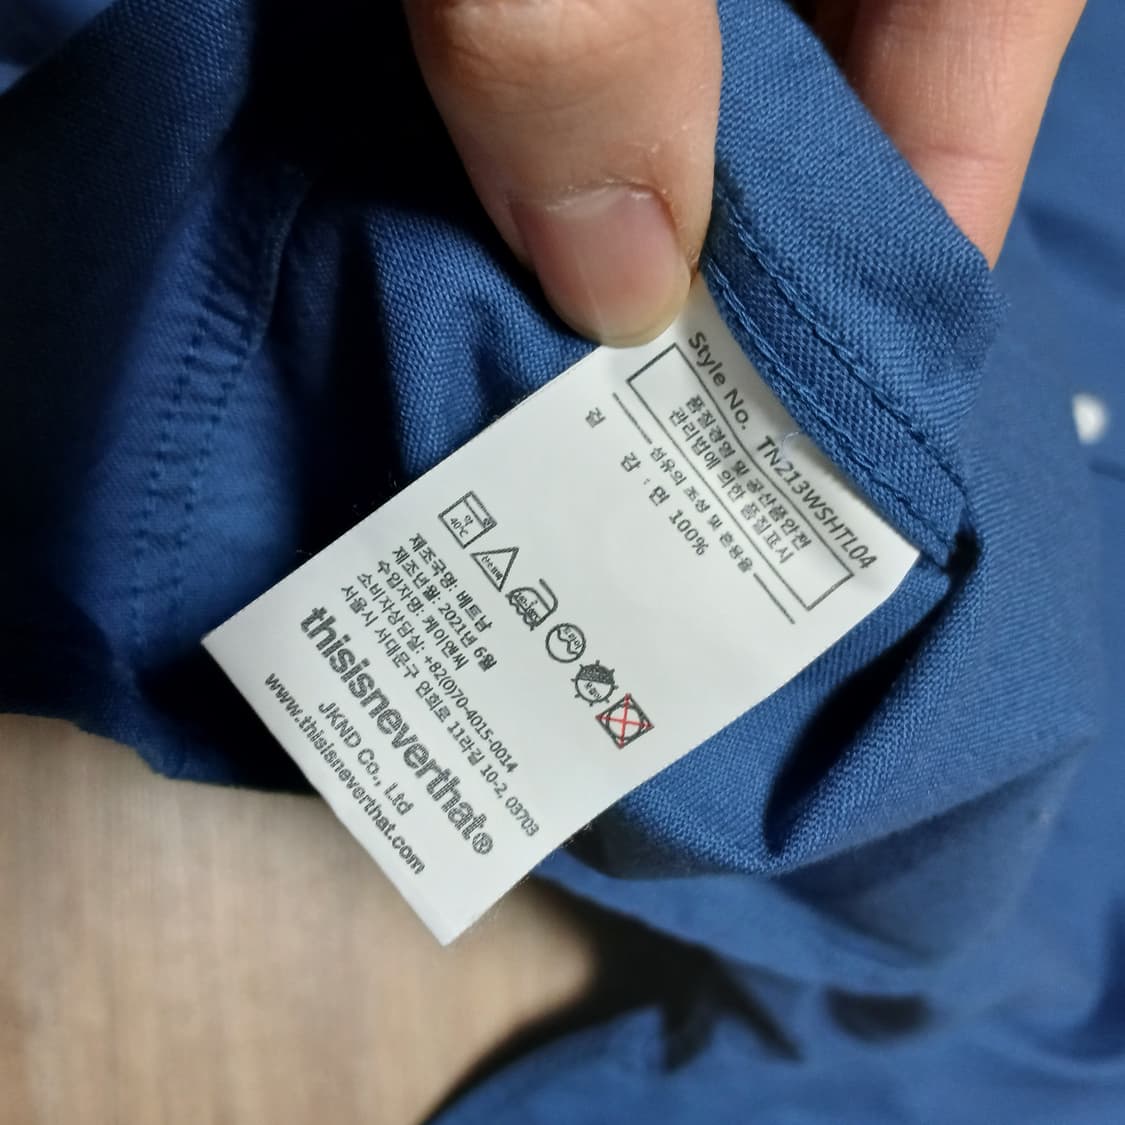 Style No. TN213WSHTL04
품질경영 및 공산품안전
관리법에 의한 품질표시
섬유의 조성 및 혼용율
겉 감 : 면 100%
약
40℃
제조국명: 베트남
제조년월: 2021년 6월
수입자명: 케이앤씨
소비자상담실: +82(0)70-4015-0014
서울시 서대문구 연희로 11라길 10-2, 03703
thisisneverthat®
JKND Co., Ltd
www.thisisneverthat.com